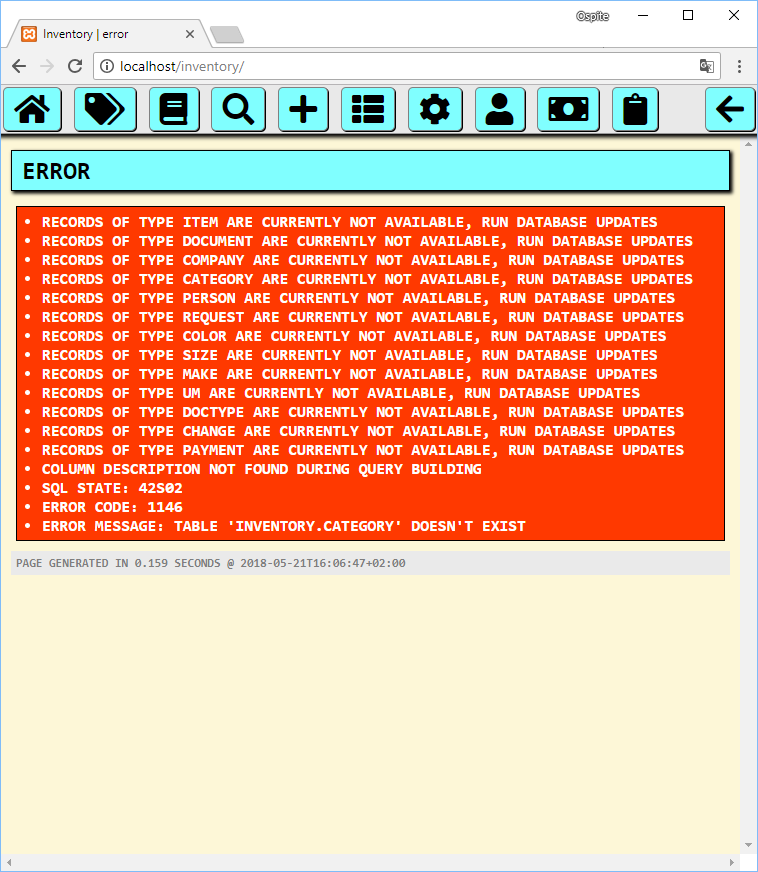 Ospite
Inventory | error
localhost/inventory/
ERROR
• RECORDS OF TYPE ITEM ARE CURRENTLY NOT AVAILABLE, RUN DATABASE UPDATES
• RECORDS OF TYPE DOCUMENT ARE CURRENTLY NOT AVAILABLE, RUN DATABASE UPDATES
• RECORDS OF TYPE COMPANY ARE CURRENTLY NOT AVAILABLE, RUN DATABASE UPDATES
• RECORDS OF TYPE CATEGORY ARE CURRENTLY NOT AVAILABLE, RUN DATABASE UPDATES
• RECORDS OF TYPE PERSON ARE CURRENTLY NOT AVAILABLE, RUN DATABASE UPDATES
• RECORDS OF TYPE REQUEST ARE CURRENTLY NOT AVAILABLE, RUN DATABASE UPDATES
• RECORDS OF TYPE COLOR ARE CURRENTLY NOT AVAILABLE, RUN DATABASE UPDATES
• RECORDS OF TYPE SIZE ARE CURRENTLY NOT AVAILABLE, RUN DATABASE UPDATES
• RECORDS OF TYPE MAKE ARE CURRENTLY NOT AVAILABLE, RUN DATABASE UPDATES
• RECORDS OF TYPE UM ARE CURRENTLY NOT AVAILABLE, RUN DATABASE UPDATES
• RECORDS OF TYPE DOCTYPE ARE CURRENTLY NOT AVAILABLE, RUN DATABASE UPDATES
• RECORDS OF TYPE CHANGE ARE CURRENTLY NOT AVAILABLE, RUN DATABASE UPDATES
• RECORDS OF TYPE PAYMENT ARE CURRENTLY NOT AVAILABLE, RUN DATABASE UPDATES
• COLUMN DESCRIPTION NOT FOUND DURING QUERY BUILDING
• SQL STATE: 42S02
• ERROR CODE: 1146
• ERROR MESSAGE: TABLE 'INVENTORY.CATEGORY' DOESN'T EXIST
PAGE GENERATED IN 0.159 SECONDS @ 2018-05-21T16:06:47+02:00